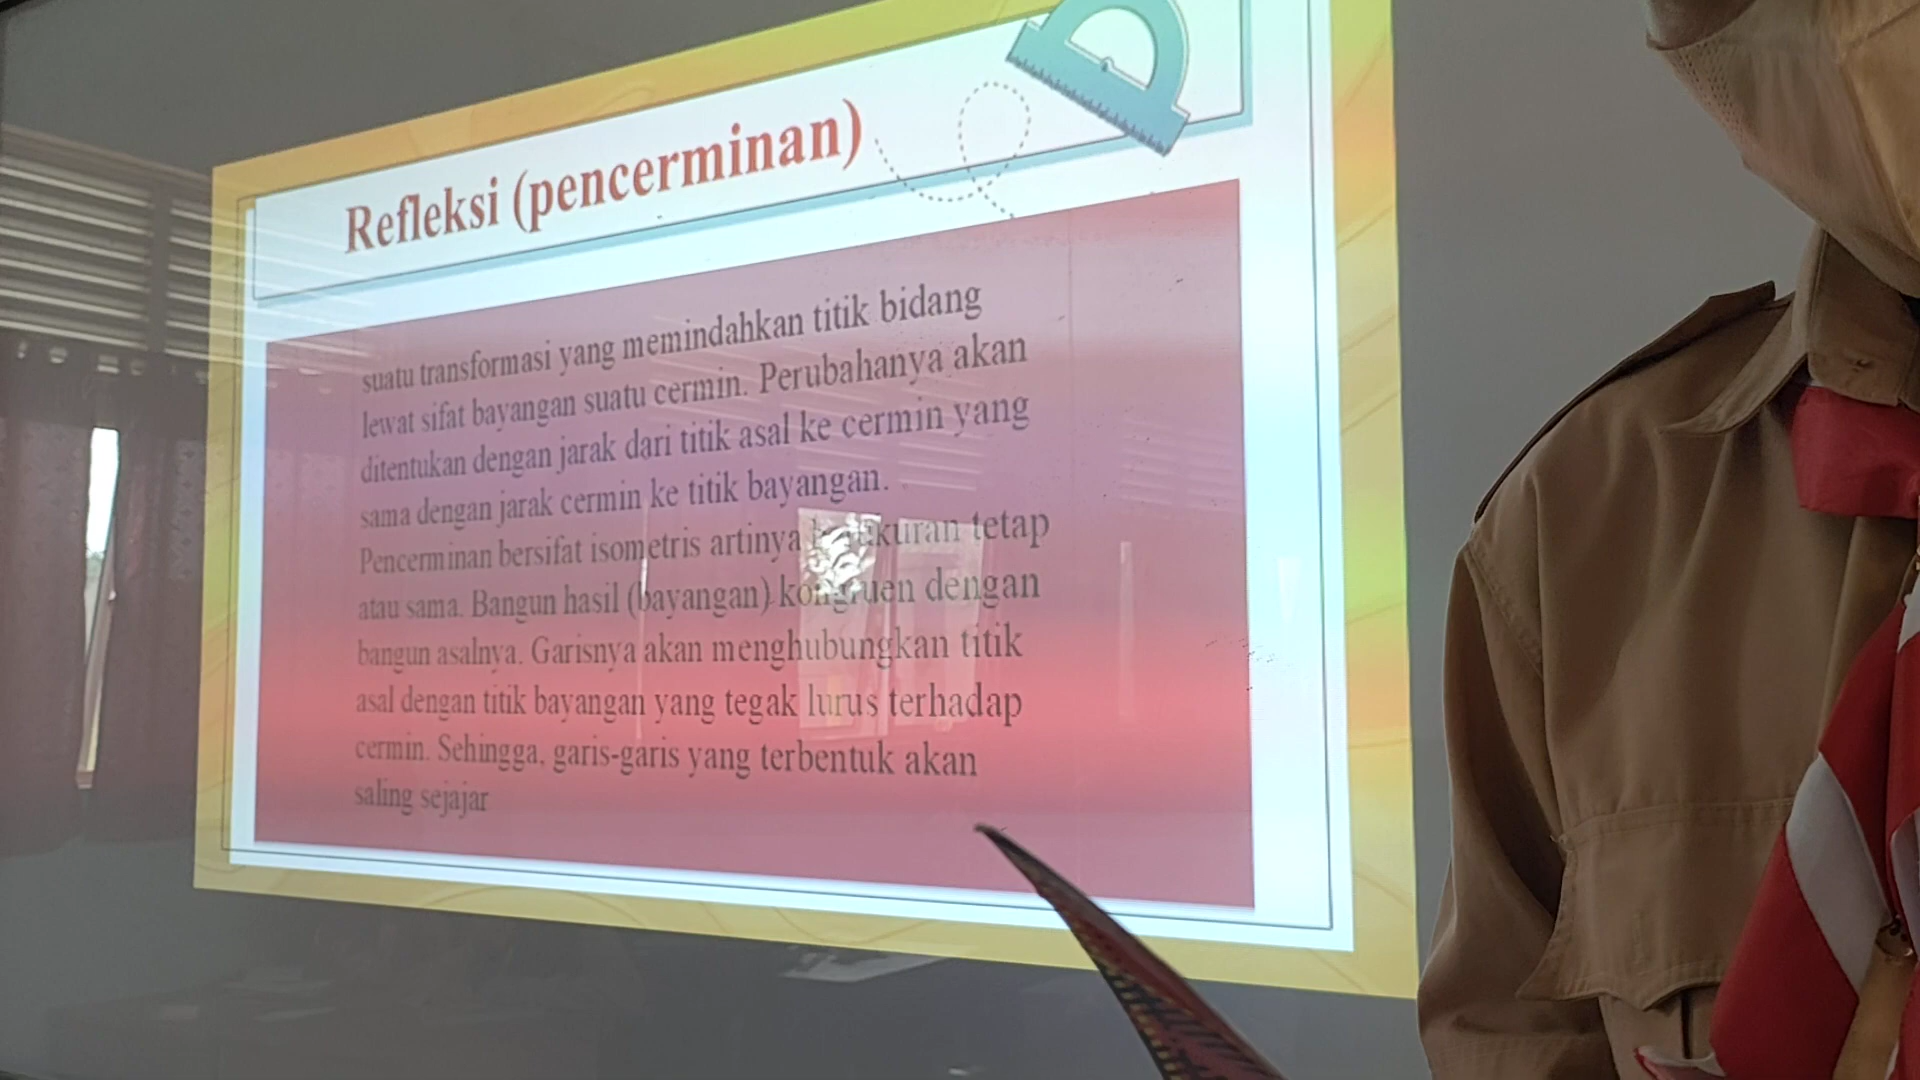 Refleksi (pencerminan)
suatu transformasi yang memindahkan titik bidang
lewat sifat bayangan suatu cermin. Perubahanya akan
ditentukan dengan jarak dari titik asal ke cermin yang
sama dengan jarak cermin ke titik bayangan.
Pencerminan bersifat isometris artinya berukuran tetap
atau sama. Bangun hasil (bayangan) kongruen dengan
bangun asalnya. Garisnya akan menghubungkan titik
asal dengan titik bayangan yang tegak lurus terhadap
cermin. Sehingga, garis-garis yang terbentuk akan
saling sejajar